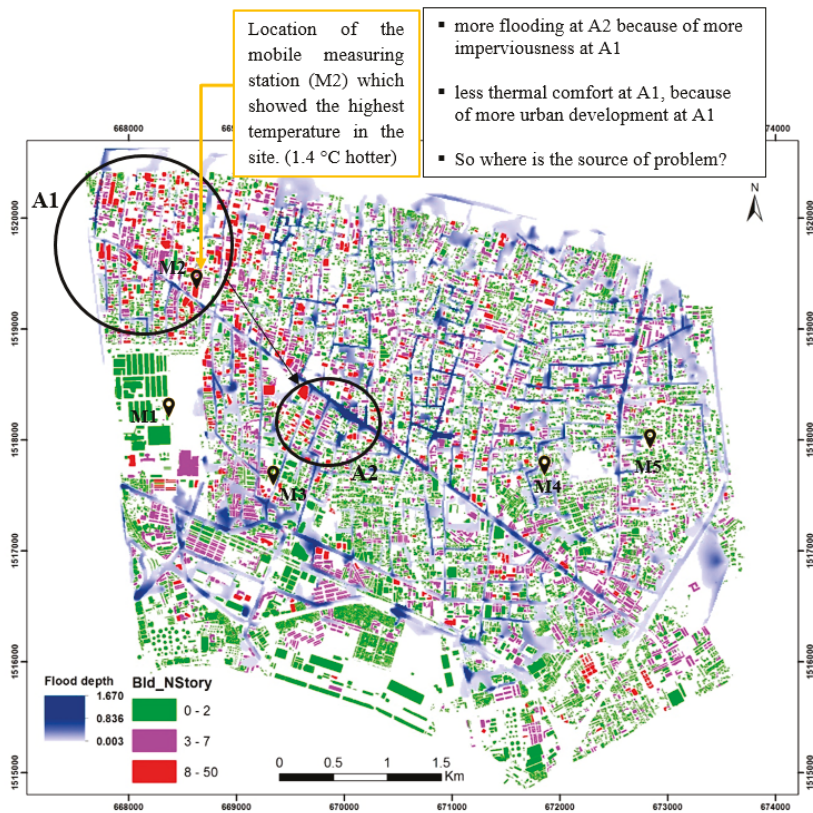 Location of the
mobile measuring
station (M2) which
showed the highest
temperature in the
site. (1.4 °C hotter)
▪ more flooding at A2 because of more
imperviousness at A1
▪ less thermal comfort at A1, because
of more urban development at A1
▪ So where is the source of problem?
668000
669
674000
A1
N
1520000
1520000
M2
1519000
1519000
M1
1518000
1518000
M5
A2
M4
M3
1517000
1517000
1516000
1516000
Flood depth
1.670
0.836
0.003
Bld_NStory
0 - 2
3 - 7
8 - 50
0 0.5 1 1.5
Km
1515000
1515000
668000
669000
670000
671000
672000
673000
674000